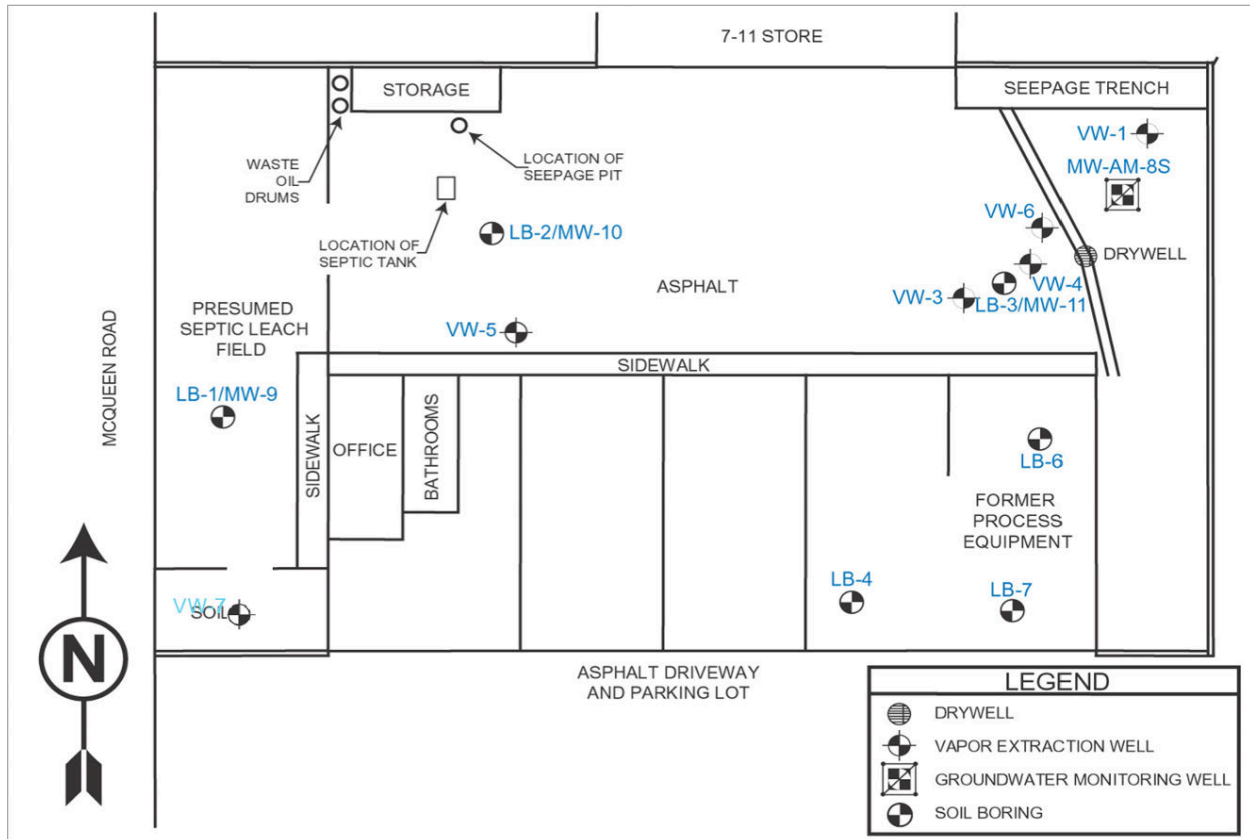 7-11 STORE
STORAGE
SEEPAGE TRENCH
VW-1
WASTE
OIL
DRUMS
LOCATION OF
SEEPAGE PIT
MW-AM-8S
LOCATION OF
SEPTIC TANK
LB-2/MW-10
VW-6
DRYWELL
ASPHALT
VW-4
VW-3
LB-3/MW-11
PRESUMED
SEPTIC LEACH
FIELD
VW-5
SIDEWALK
MCQUEEN ROAD
LB-1/MW-9
SIDEWALK
OFFICE
BATHROOMS
LB-6
FORMER
PROCESS
EQUIPMENT
LB-4
LB-7
VW-7
SOIL
N
ASPHALT DRIVEWAY
AND PARKING LOT
LEGEND
DRYWELL
VAPOR EXTRACTION WELL
GROUNDWATER MONITORING WELL
SOIL BORING